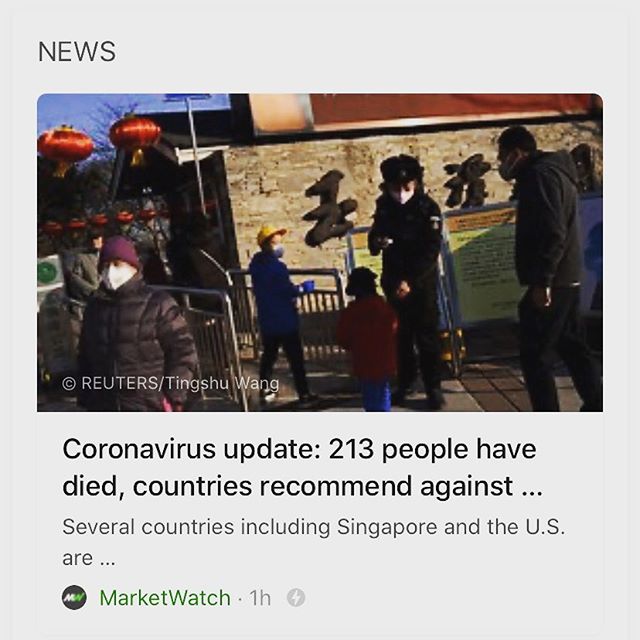 NEWS
© REUTERS/Tingshu Wang
Coronavirus update: 213 people have
died, countries recommend against ...
Several countries including Singapore and the U.S.
are ...
MarketWatch · 1h